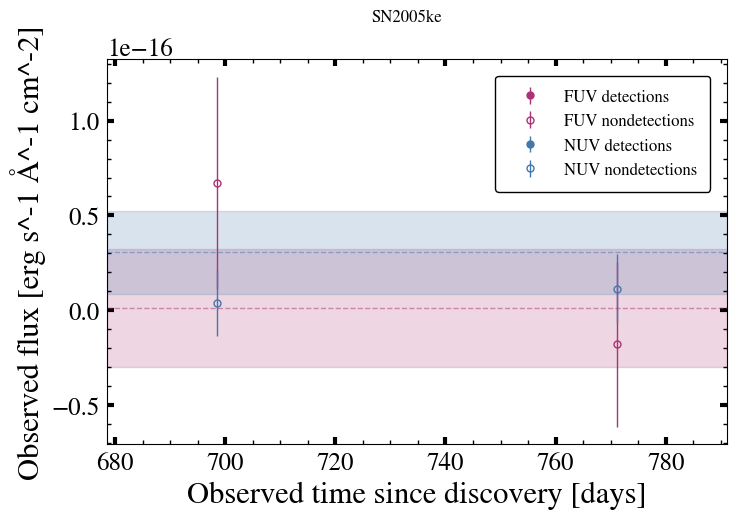 SN2005ke
1e−16
FUV detections
FUV nondetections
NUV detections
NUV nondetections
1.0
0.5
0.0
−0.5
680 700 720 740 760 780
Observed time since discovery [days]
Observed flux [erg s^-1 Å^-1 cm^-2]